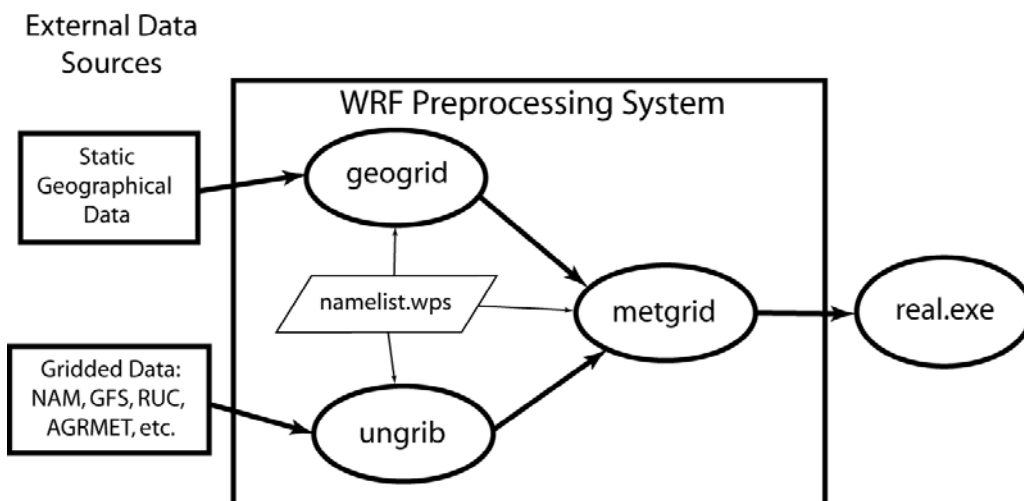 External Data
Sources
WRF Preprocessing System
Static
Geographical
Data
geogrid
namelist.wps
metgrid
real.exe
Gridded Data:
NAM, GFS, RUC,
AGRMET, etc.
ungrib